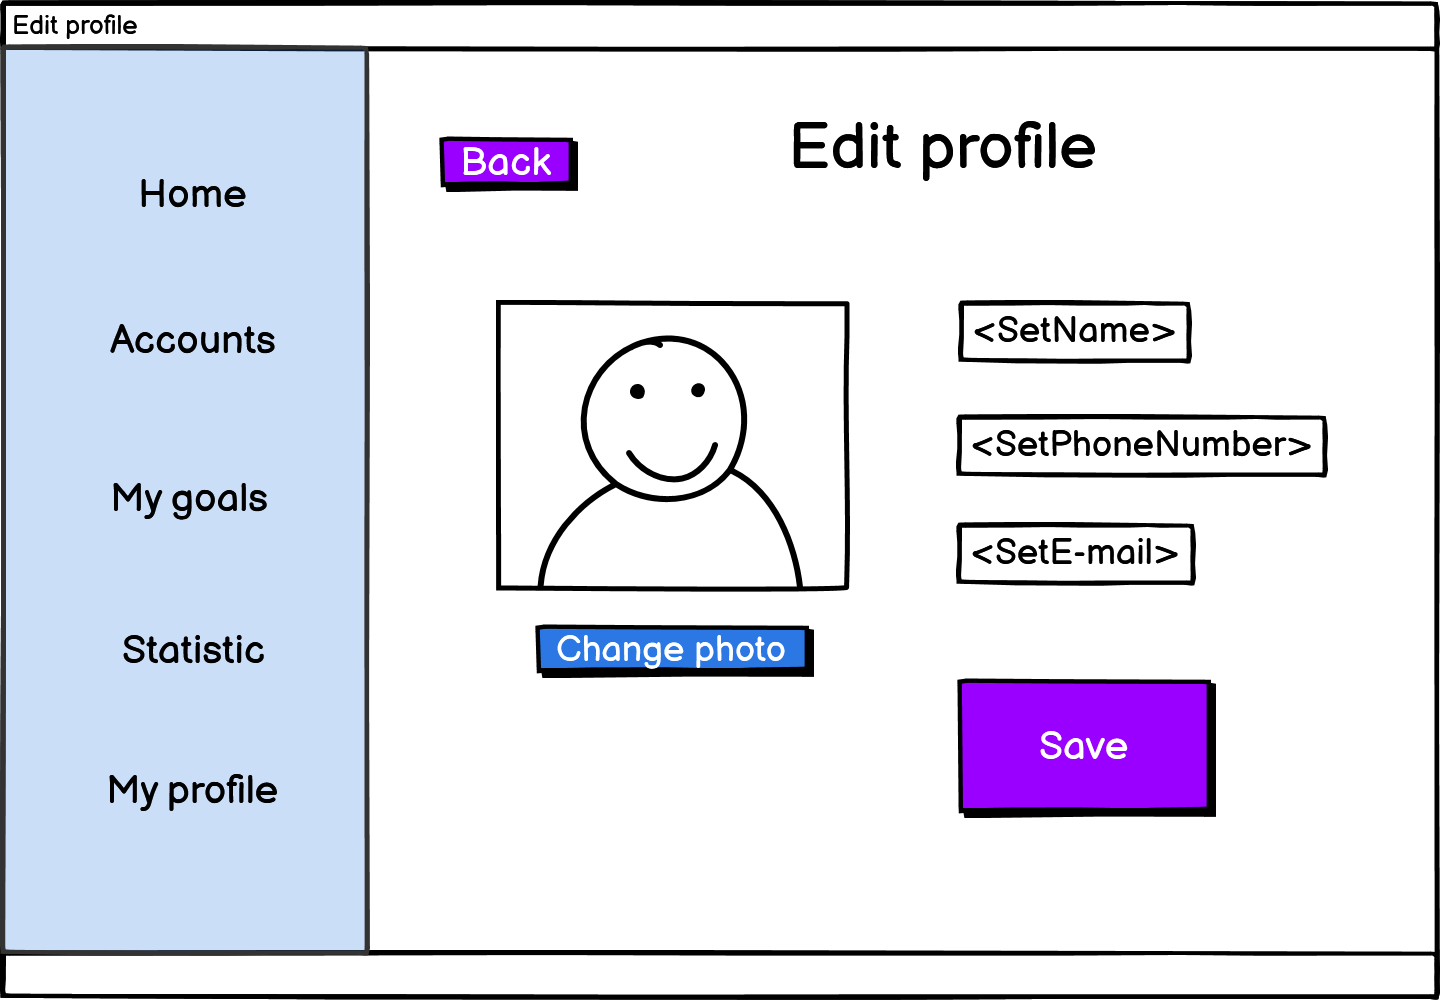 Edit profile
Home
Accounts
My goals
Statistic
My profile
Back
Edit profile
Change photo
<SetName>
<SetPhoneNumber>
<SetE-mail>
Save